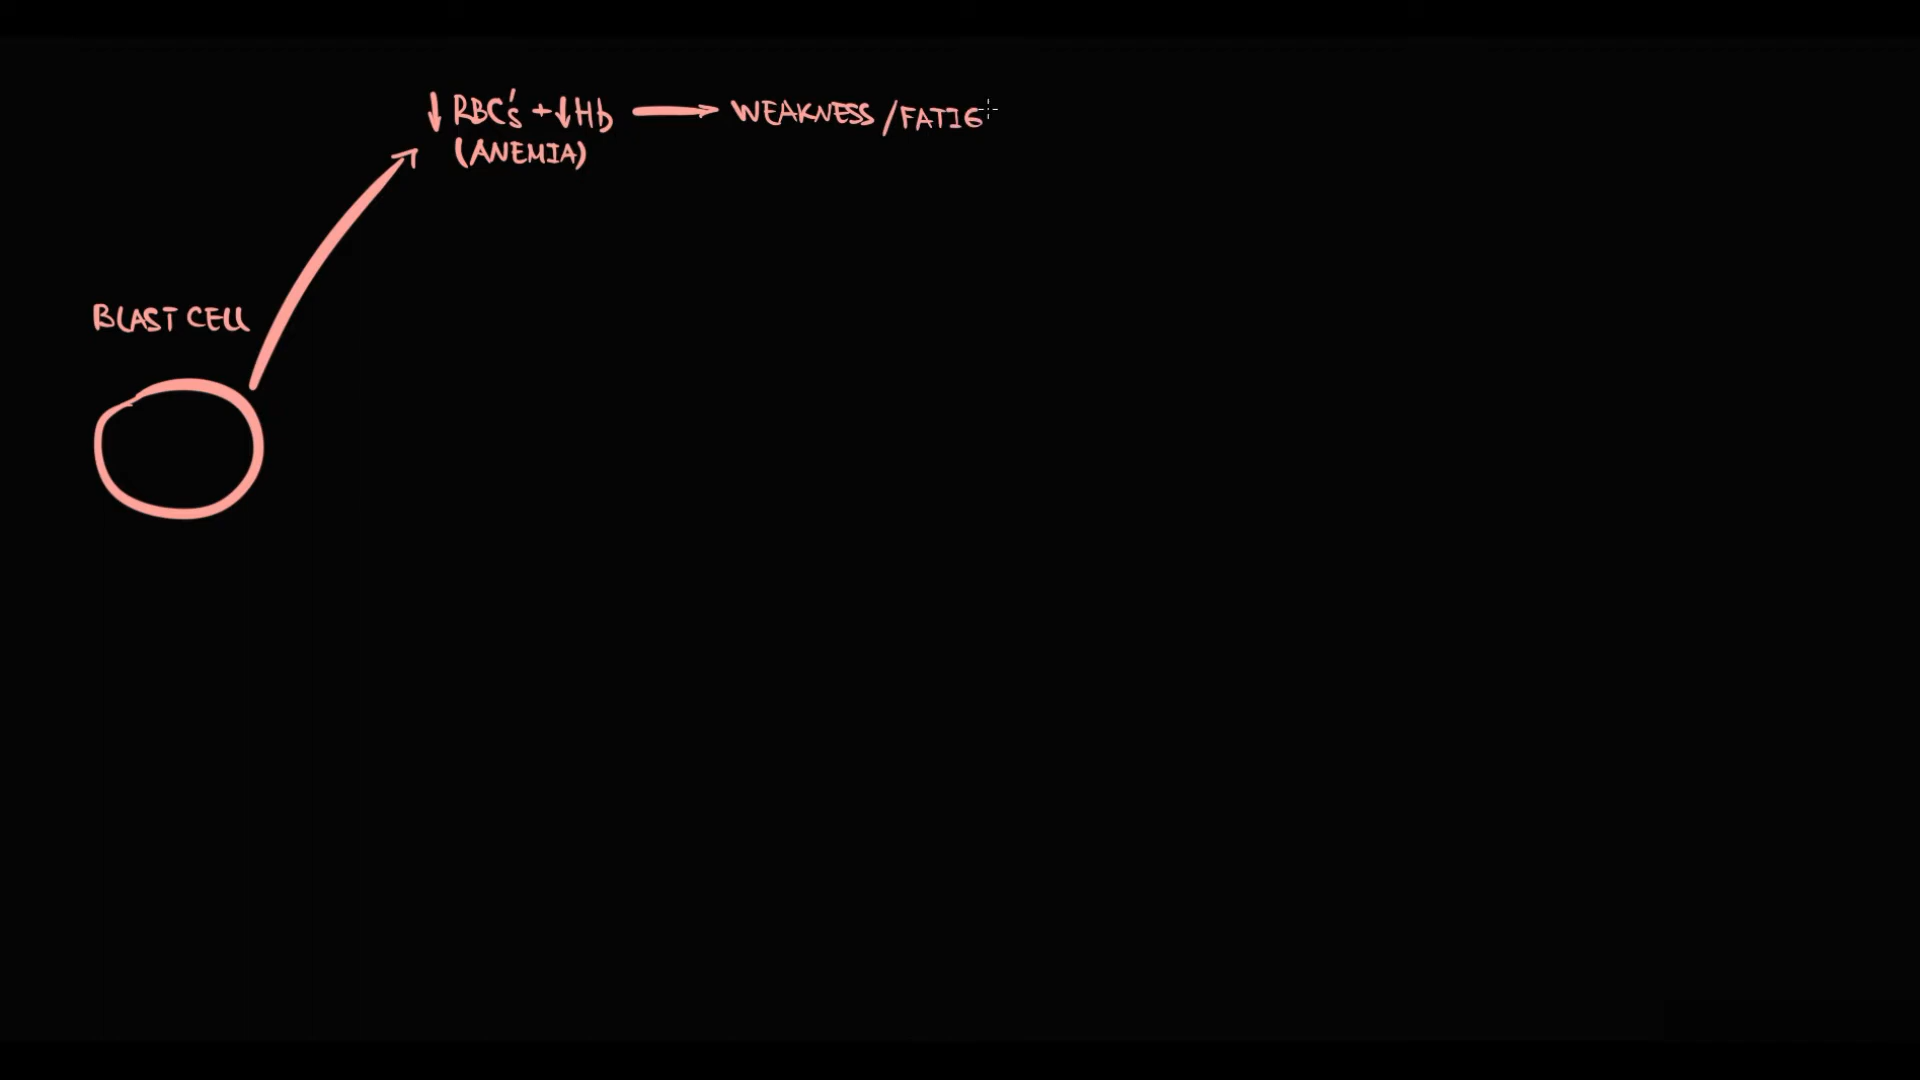 ↓ RBC's + ↓Hb → WEAKNESS / FATIG
(ANEMIA)
BLAST CELL